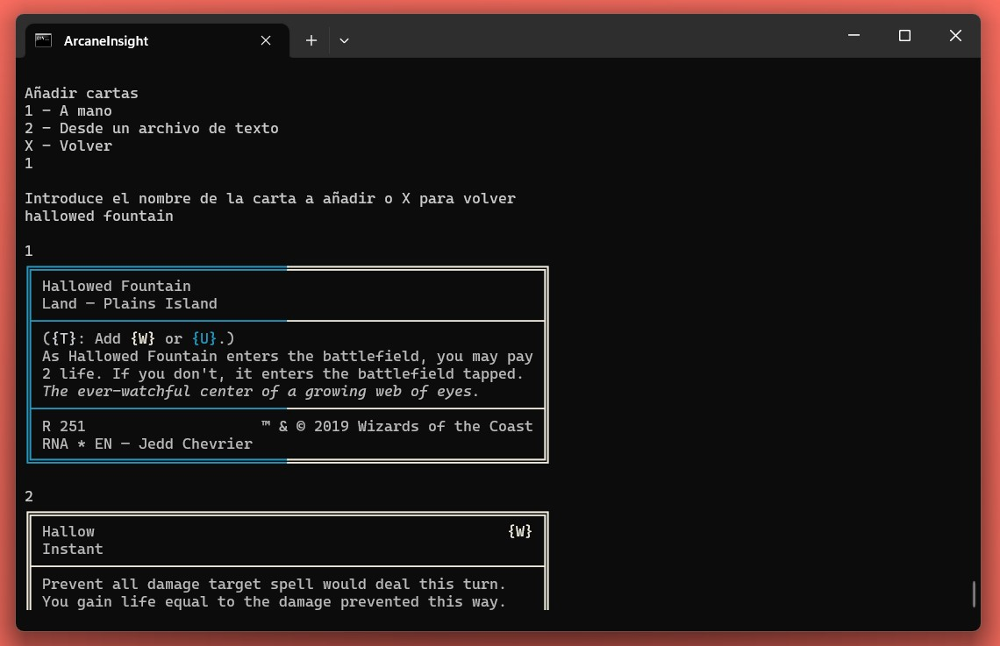 ArcaneInsight
Añadir cartas
1 — A mano
2 — Desde un archivo de texto
X — Volver
1
Introduce el nombre de la carta a añadir o X para volver
hallowed fountain
1
Hallowed Fountain
Land — Plains Island
({T}: Add {W} or {U}.)
As Hallowed Fountain enters the battlefield, you may pay
2 life. If you don't, it enters the battlefield tapped.
The ever-watchful center of a growing web of eyes.
R 251 ™ & © 2019 Wizards of the Coast
RNA * EN — Jedd Chevrier
2
Hallow {W}
Instant
Prevent all damage target spell would deal this turn.
You gain life equal to the damage prevented this way.